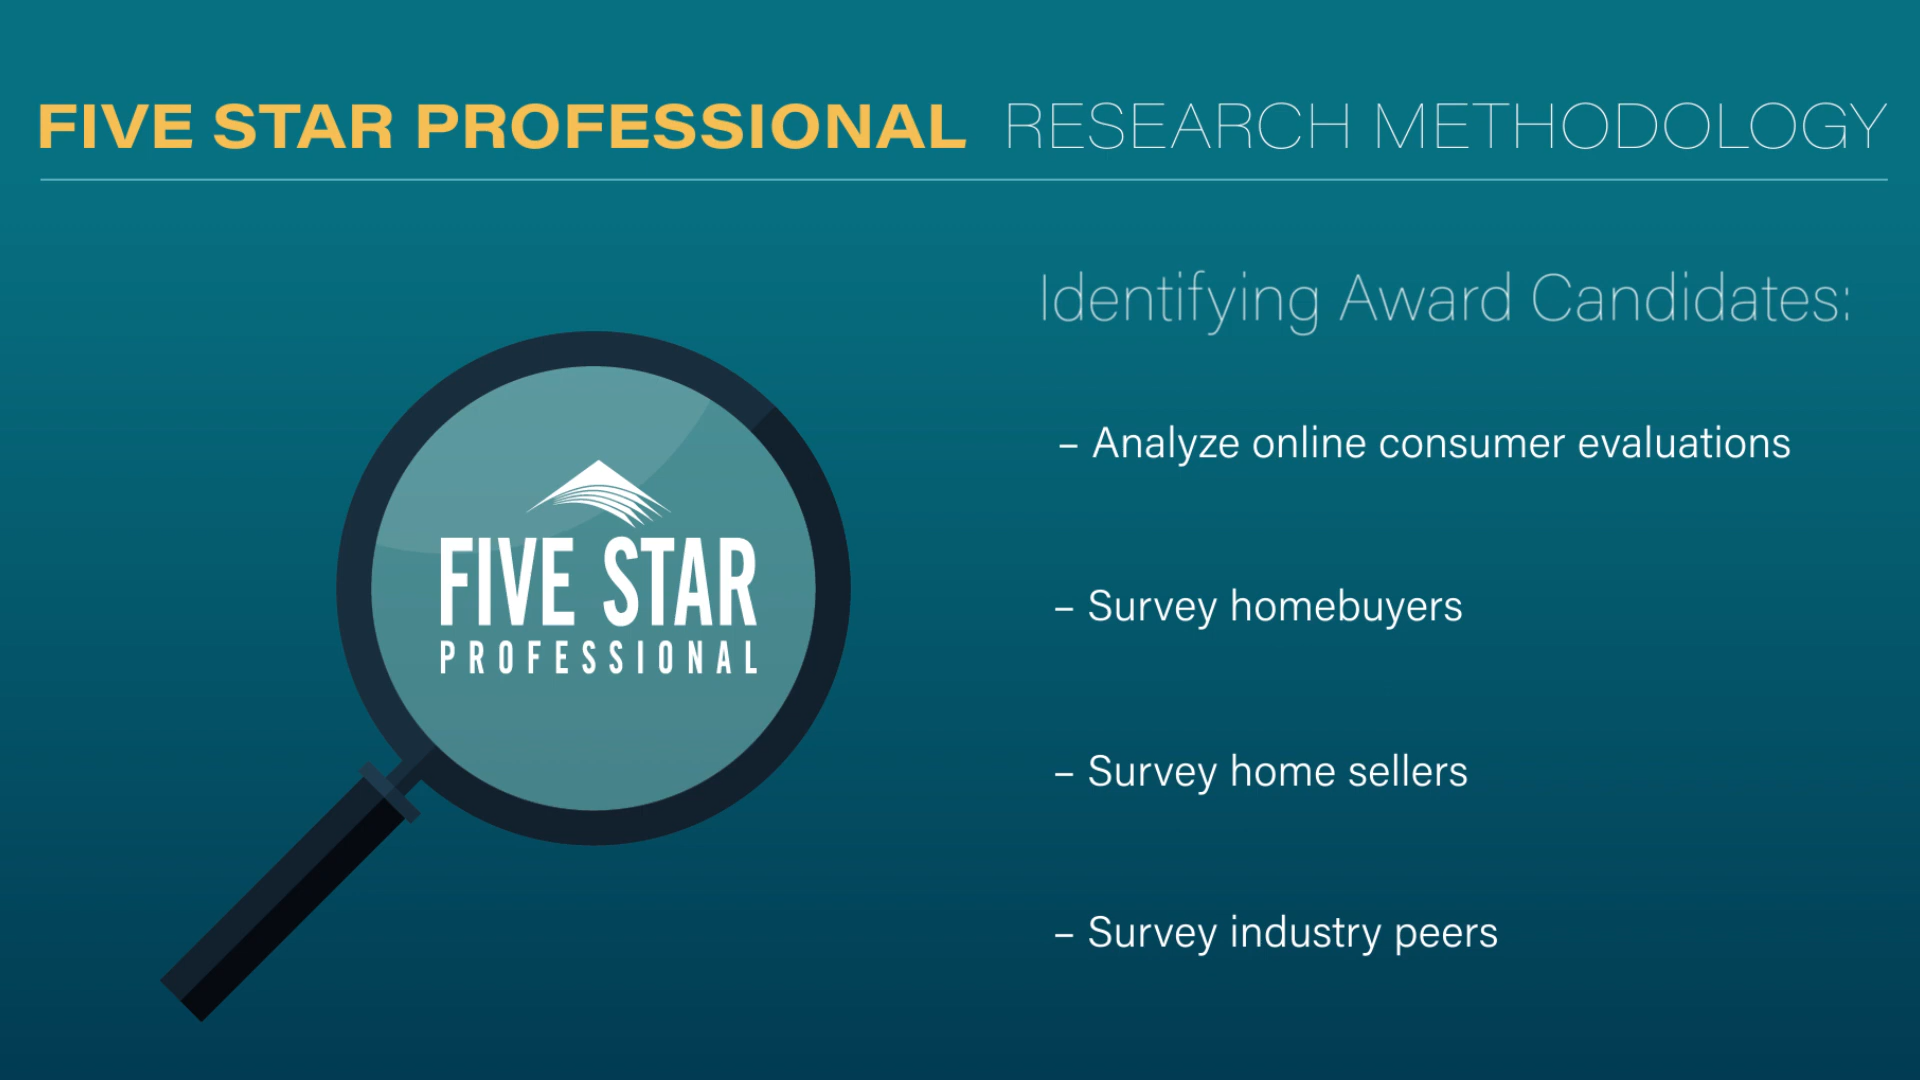 FIVE STAR PROFESSIONAL RESEARCH METHODOLOGY
Identifying Award Candidates:
– Analyze online consumer evaluations
– Survey homebuyers
– Survey home sellers
– Survey industry peers
FIVE STAR
PROFESSIONAL